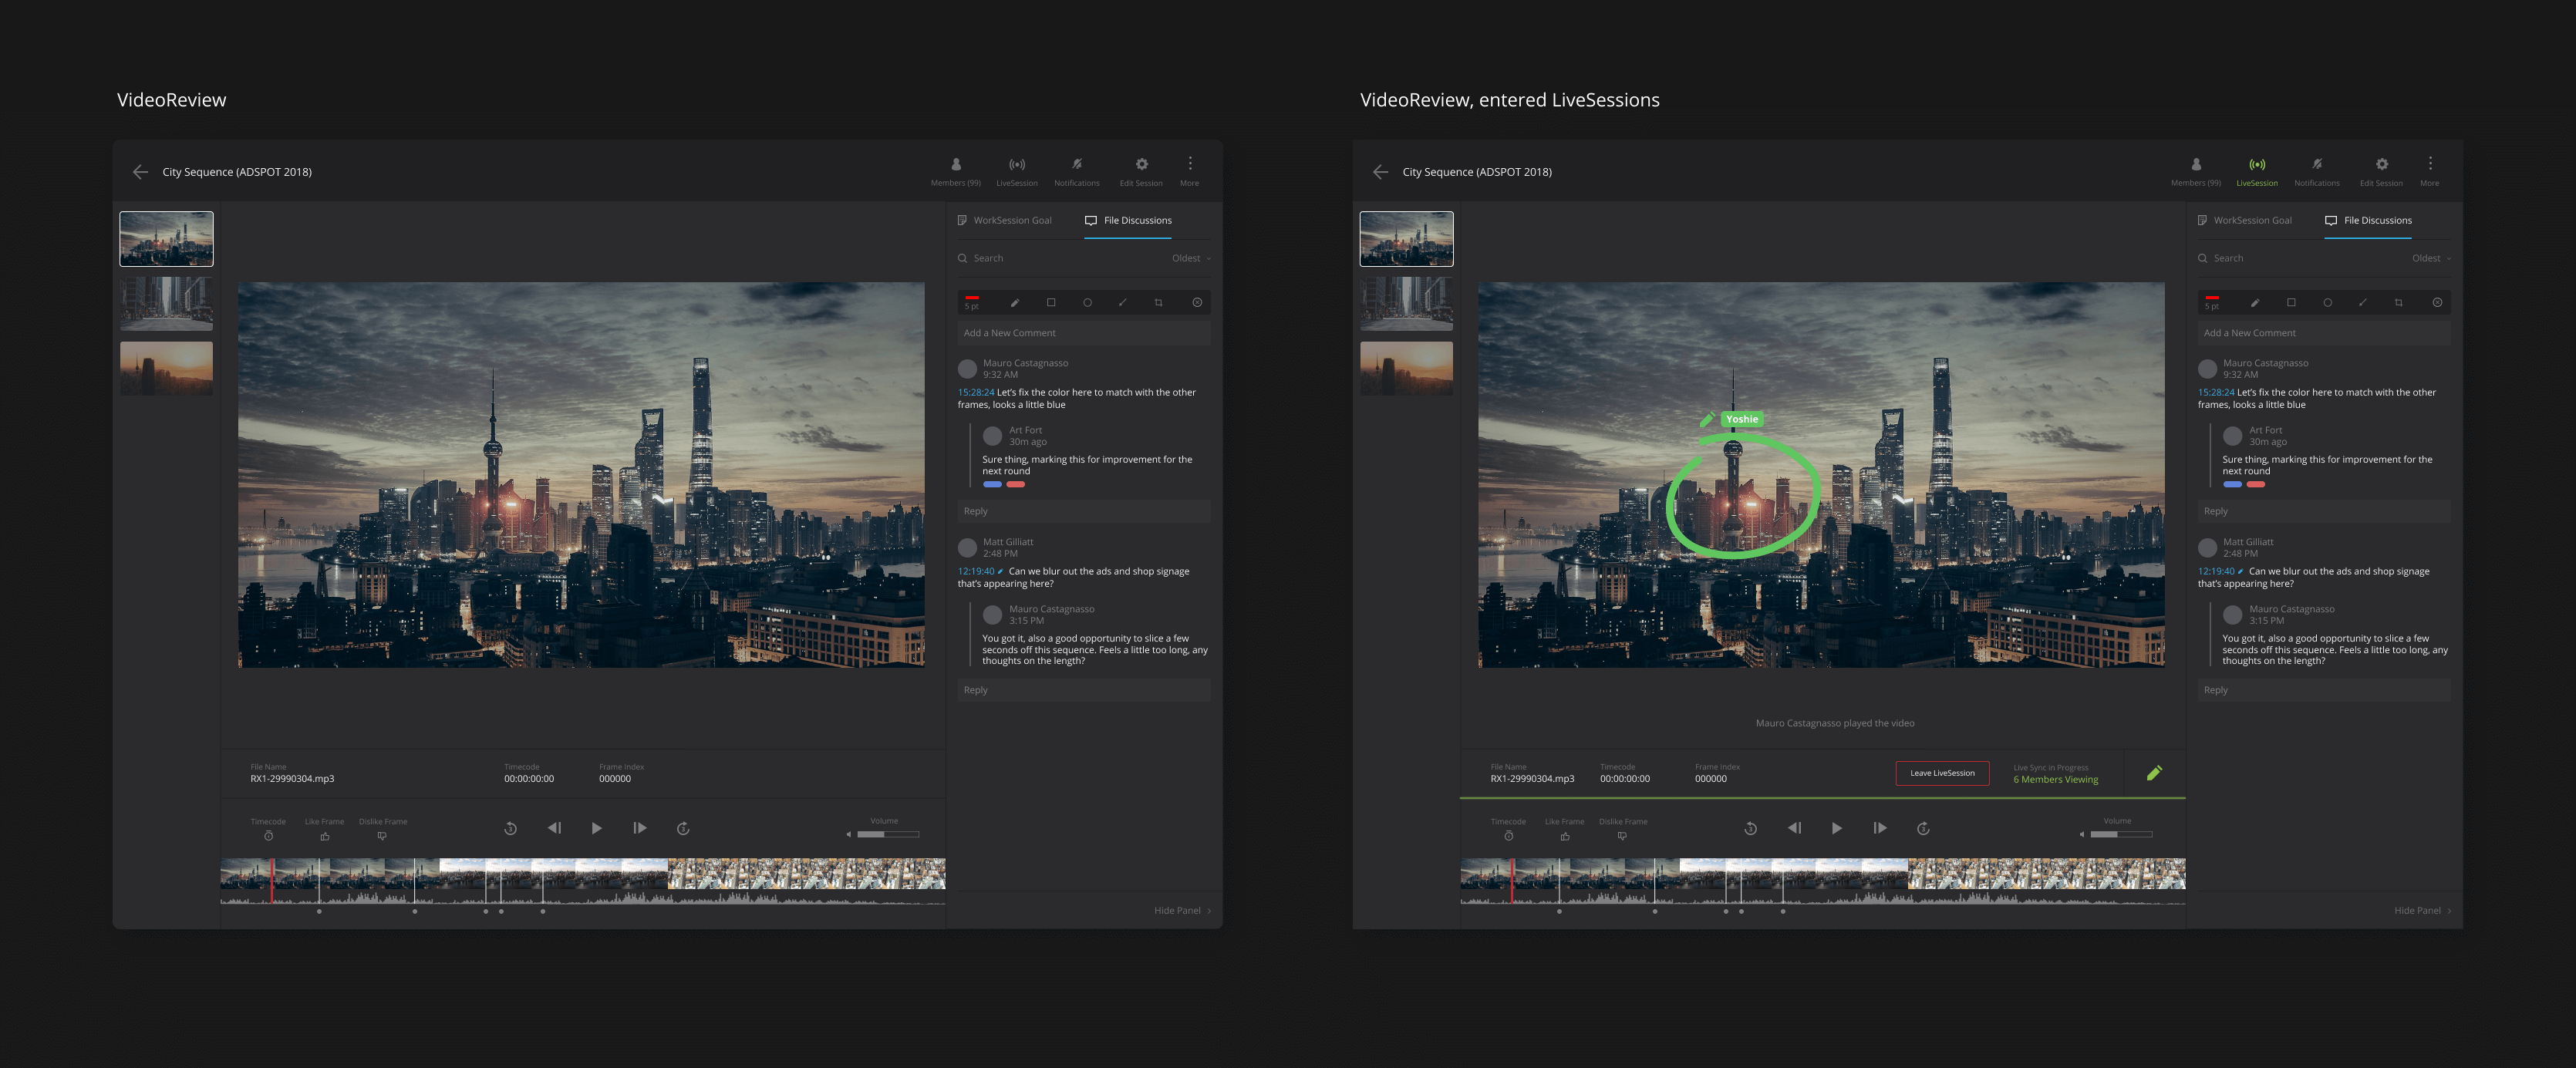 VideoReview
City Sequence (ADSPOT 2018)
Members (99)
LiveSession
Notifications
Edit Session
More
WorkSession Goal
File Discussions
Search
Oldest
5 pt
Add a New Comment
Mauro Castagnasso
9:32 AM
15:28:24 Let's fix the color here to match with the other
frames, looks a little blue
Art Fort
30m ago
Sure thing, marking this for improvement for the
next round
Reply
Matt Gilliatt
2:48 PM
12:19:40 Can we blur out the ads and shop signage
that's appearing here?
Mauro Castagnasso
3:15 PM
You got it, also a good opportunity to slice a few
seconds off this sequence. Feels a little too long, any
thoughts on the length?
Reply
File Name
RX1-29990304.mp3
Timecode
00:00:00:00
Frame Index
000000
Timecode
Like Frame
Dislike Frame
Volume
Hide Panel
VideoReview, entered LiveSessions
City Sequence (ADSPOT 2018)
Members (99)
LiveSession
Notifications
Edit Session
More
WorkSession Goal
File Discussions
Search
Oldest
5 pt
Add a New Comment
Mauro Castagnasso
9:32 AM
15:28:24 Let's fix the color here to match with the other
frames, looks a little blue
Art Fort
30m ago
Sure thing, marking this for improvement for the
next round
Reply
Matt Gilliatt
2:48 PM
12:19:40 Can we blur out the ads and shop signage
that's appearing here?
Mauro Castagnasso
3:15 PM
You got it, also a good opportunity to slice a few
seconds off this sequence. Feels a little too long, any
thoughts on the length?
Reply
Yoshie
Mauro Castagnasso played the video
File Name
RX1-29990304.mp3
Timecode
00:00:00:00
Frame Index
000000
Leave LiveSession
Live Sync in Progress
6 Members Viewing
Timecode
Like Frame
Dislike Frame
Volume
Hide Panel